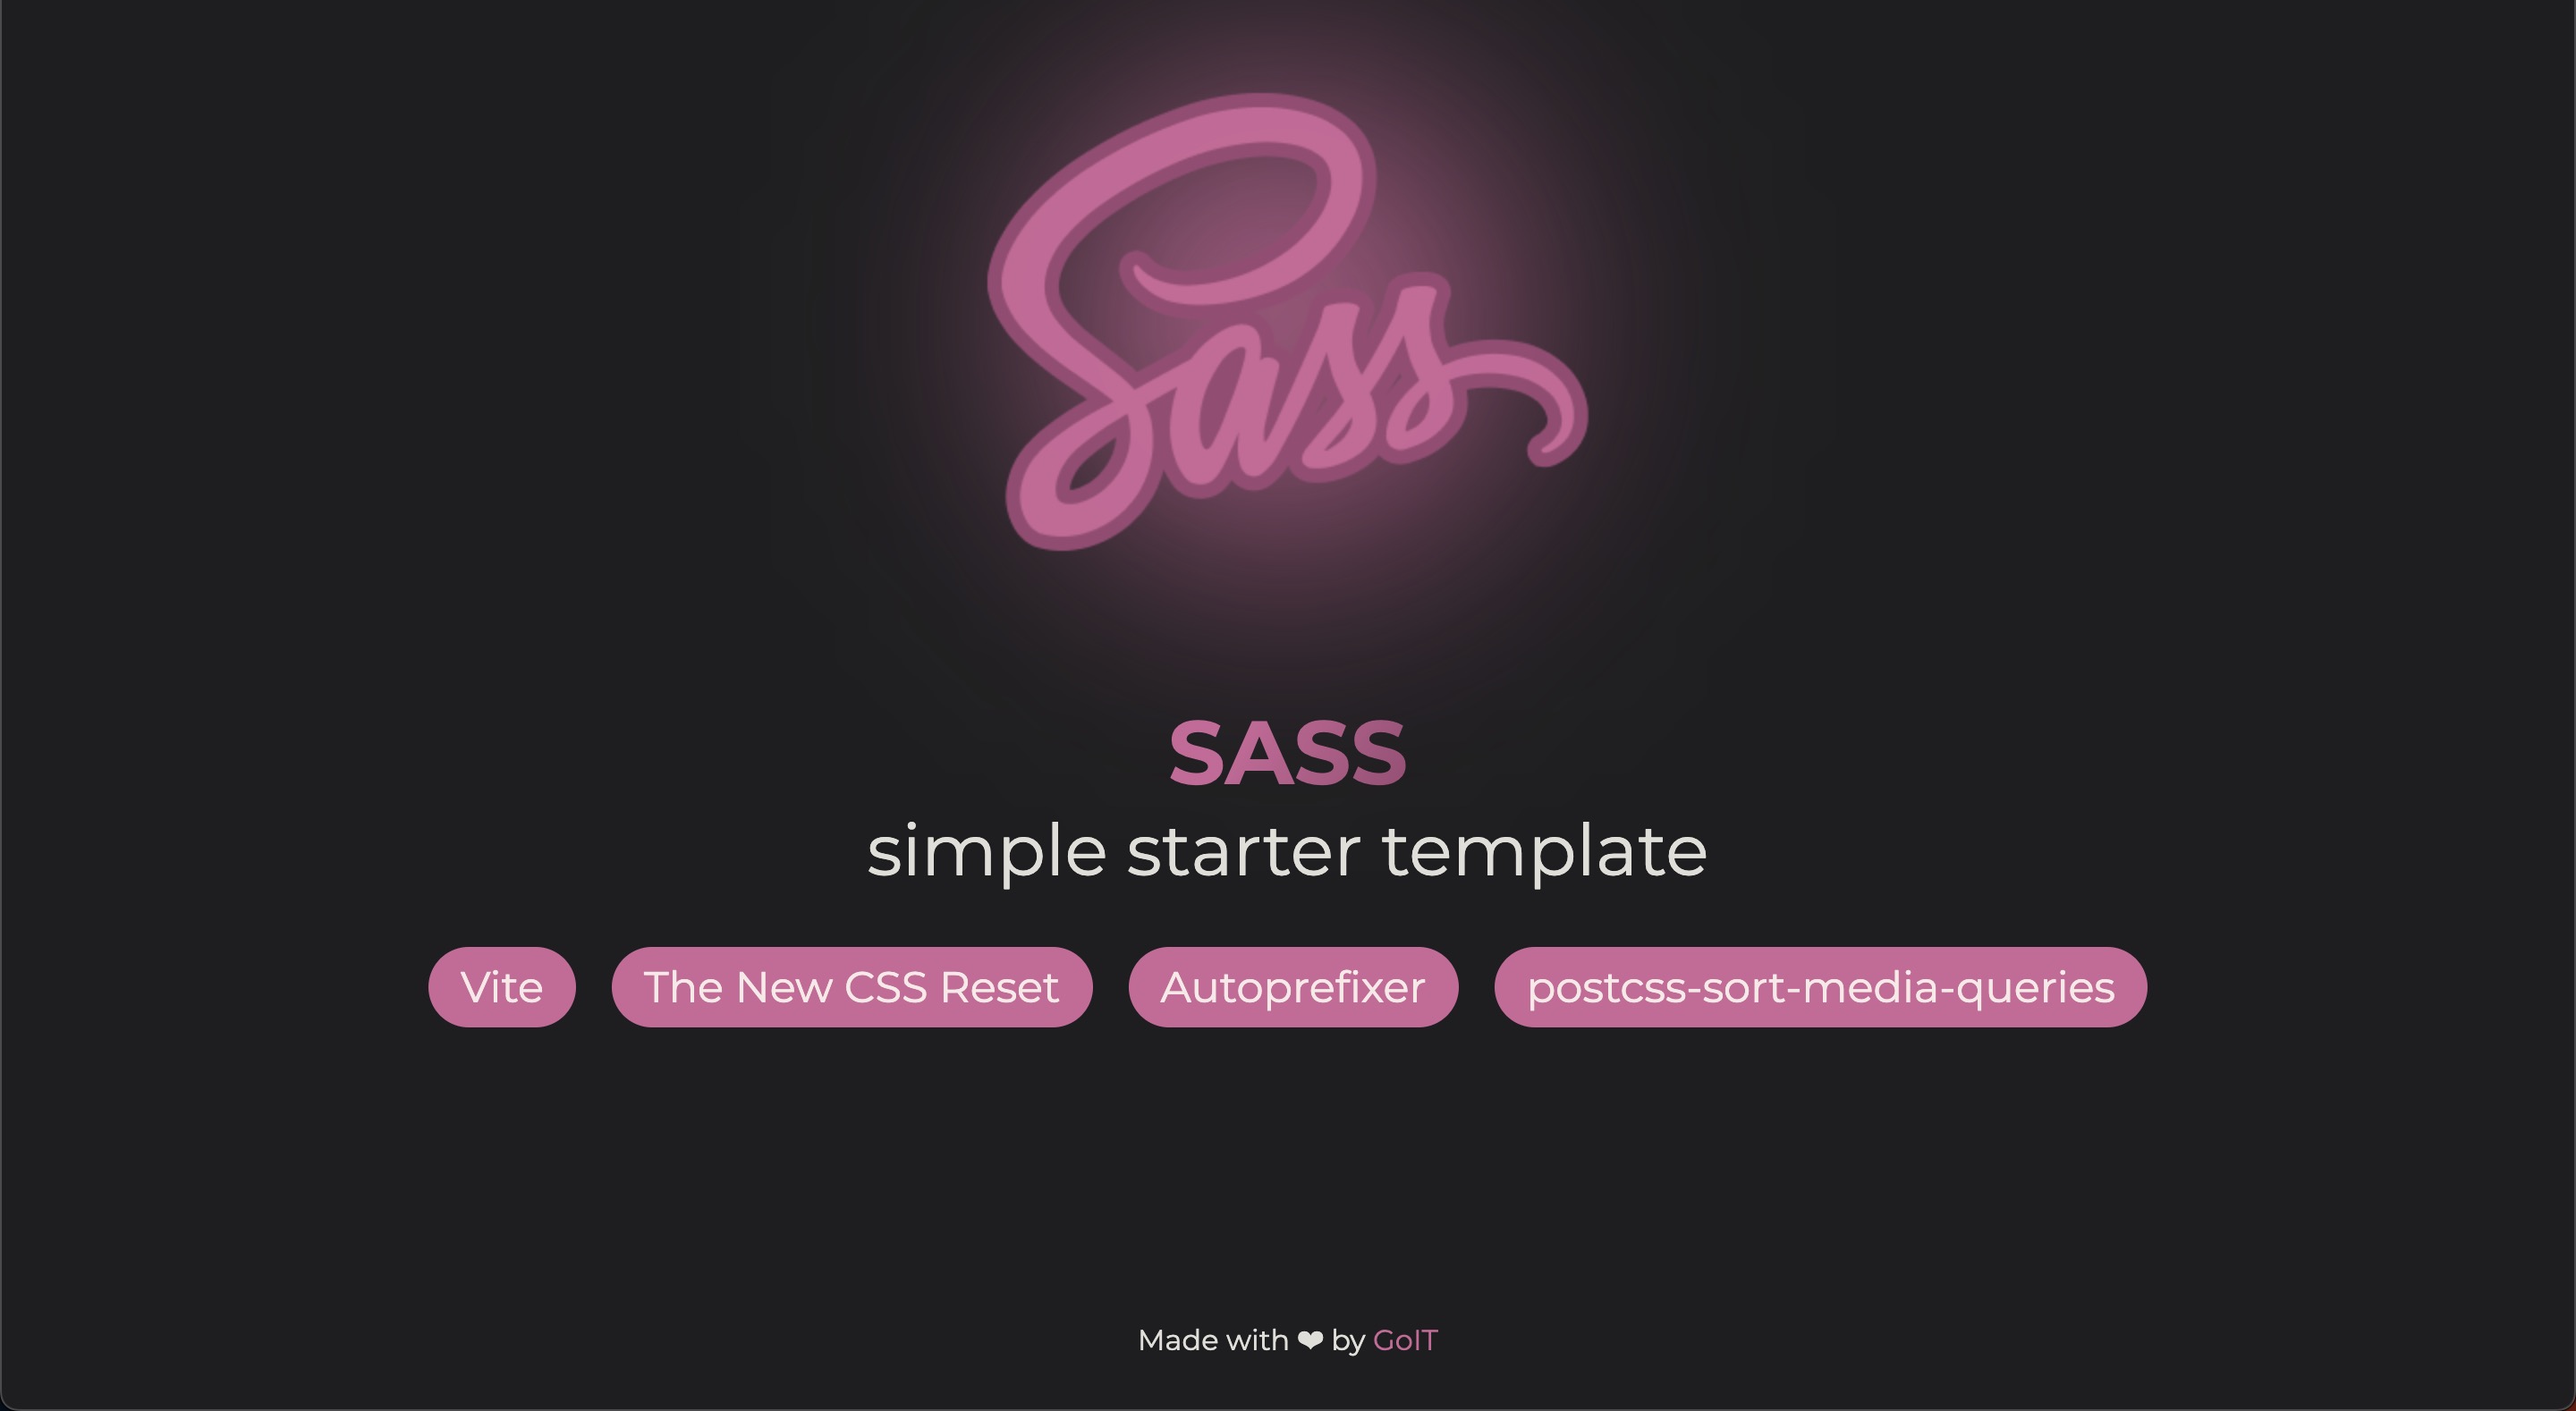 Sass
SASS
simple starter template
Vite
The New CSS Reset
Autoprefixer
postcss-sort-media-queries
Made with ❤ by GoIT